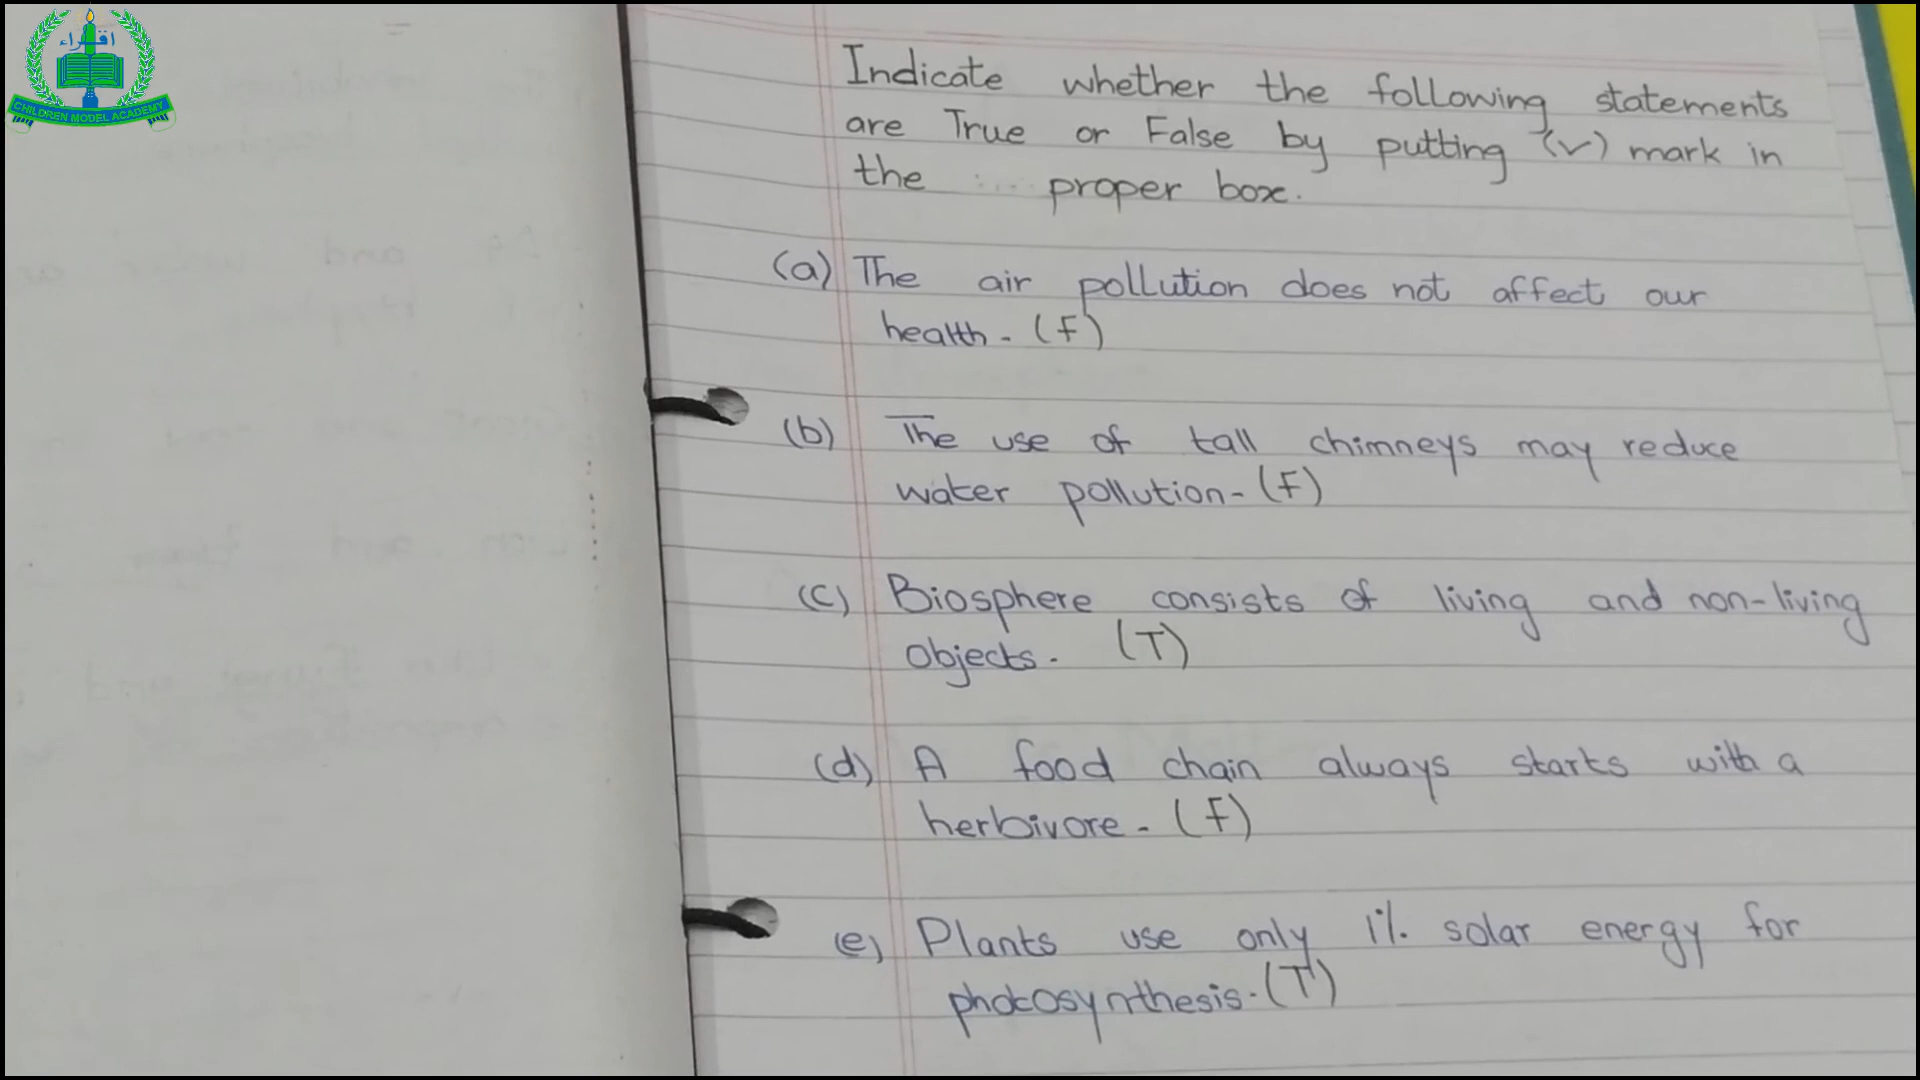 اقراء
CHILDREN MODEL ACADEMY
Indicate whether the following statements
are True or False by putting (✓) mark in
the .... proper box.
(a) The air pollution does not affect our
health - (F)
(b) The use of tall chimneys may reduce
water pollution - (F)
(c) Biosphere consists of living and non-living
objects. (T)
(d) A food chain always starts with a
herbivore - (F)
(e) Plants use only 1% solar energy for
photosynthesis. (T)